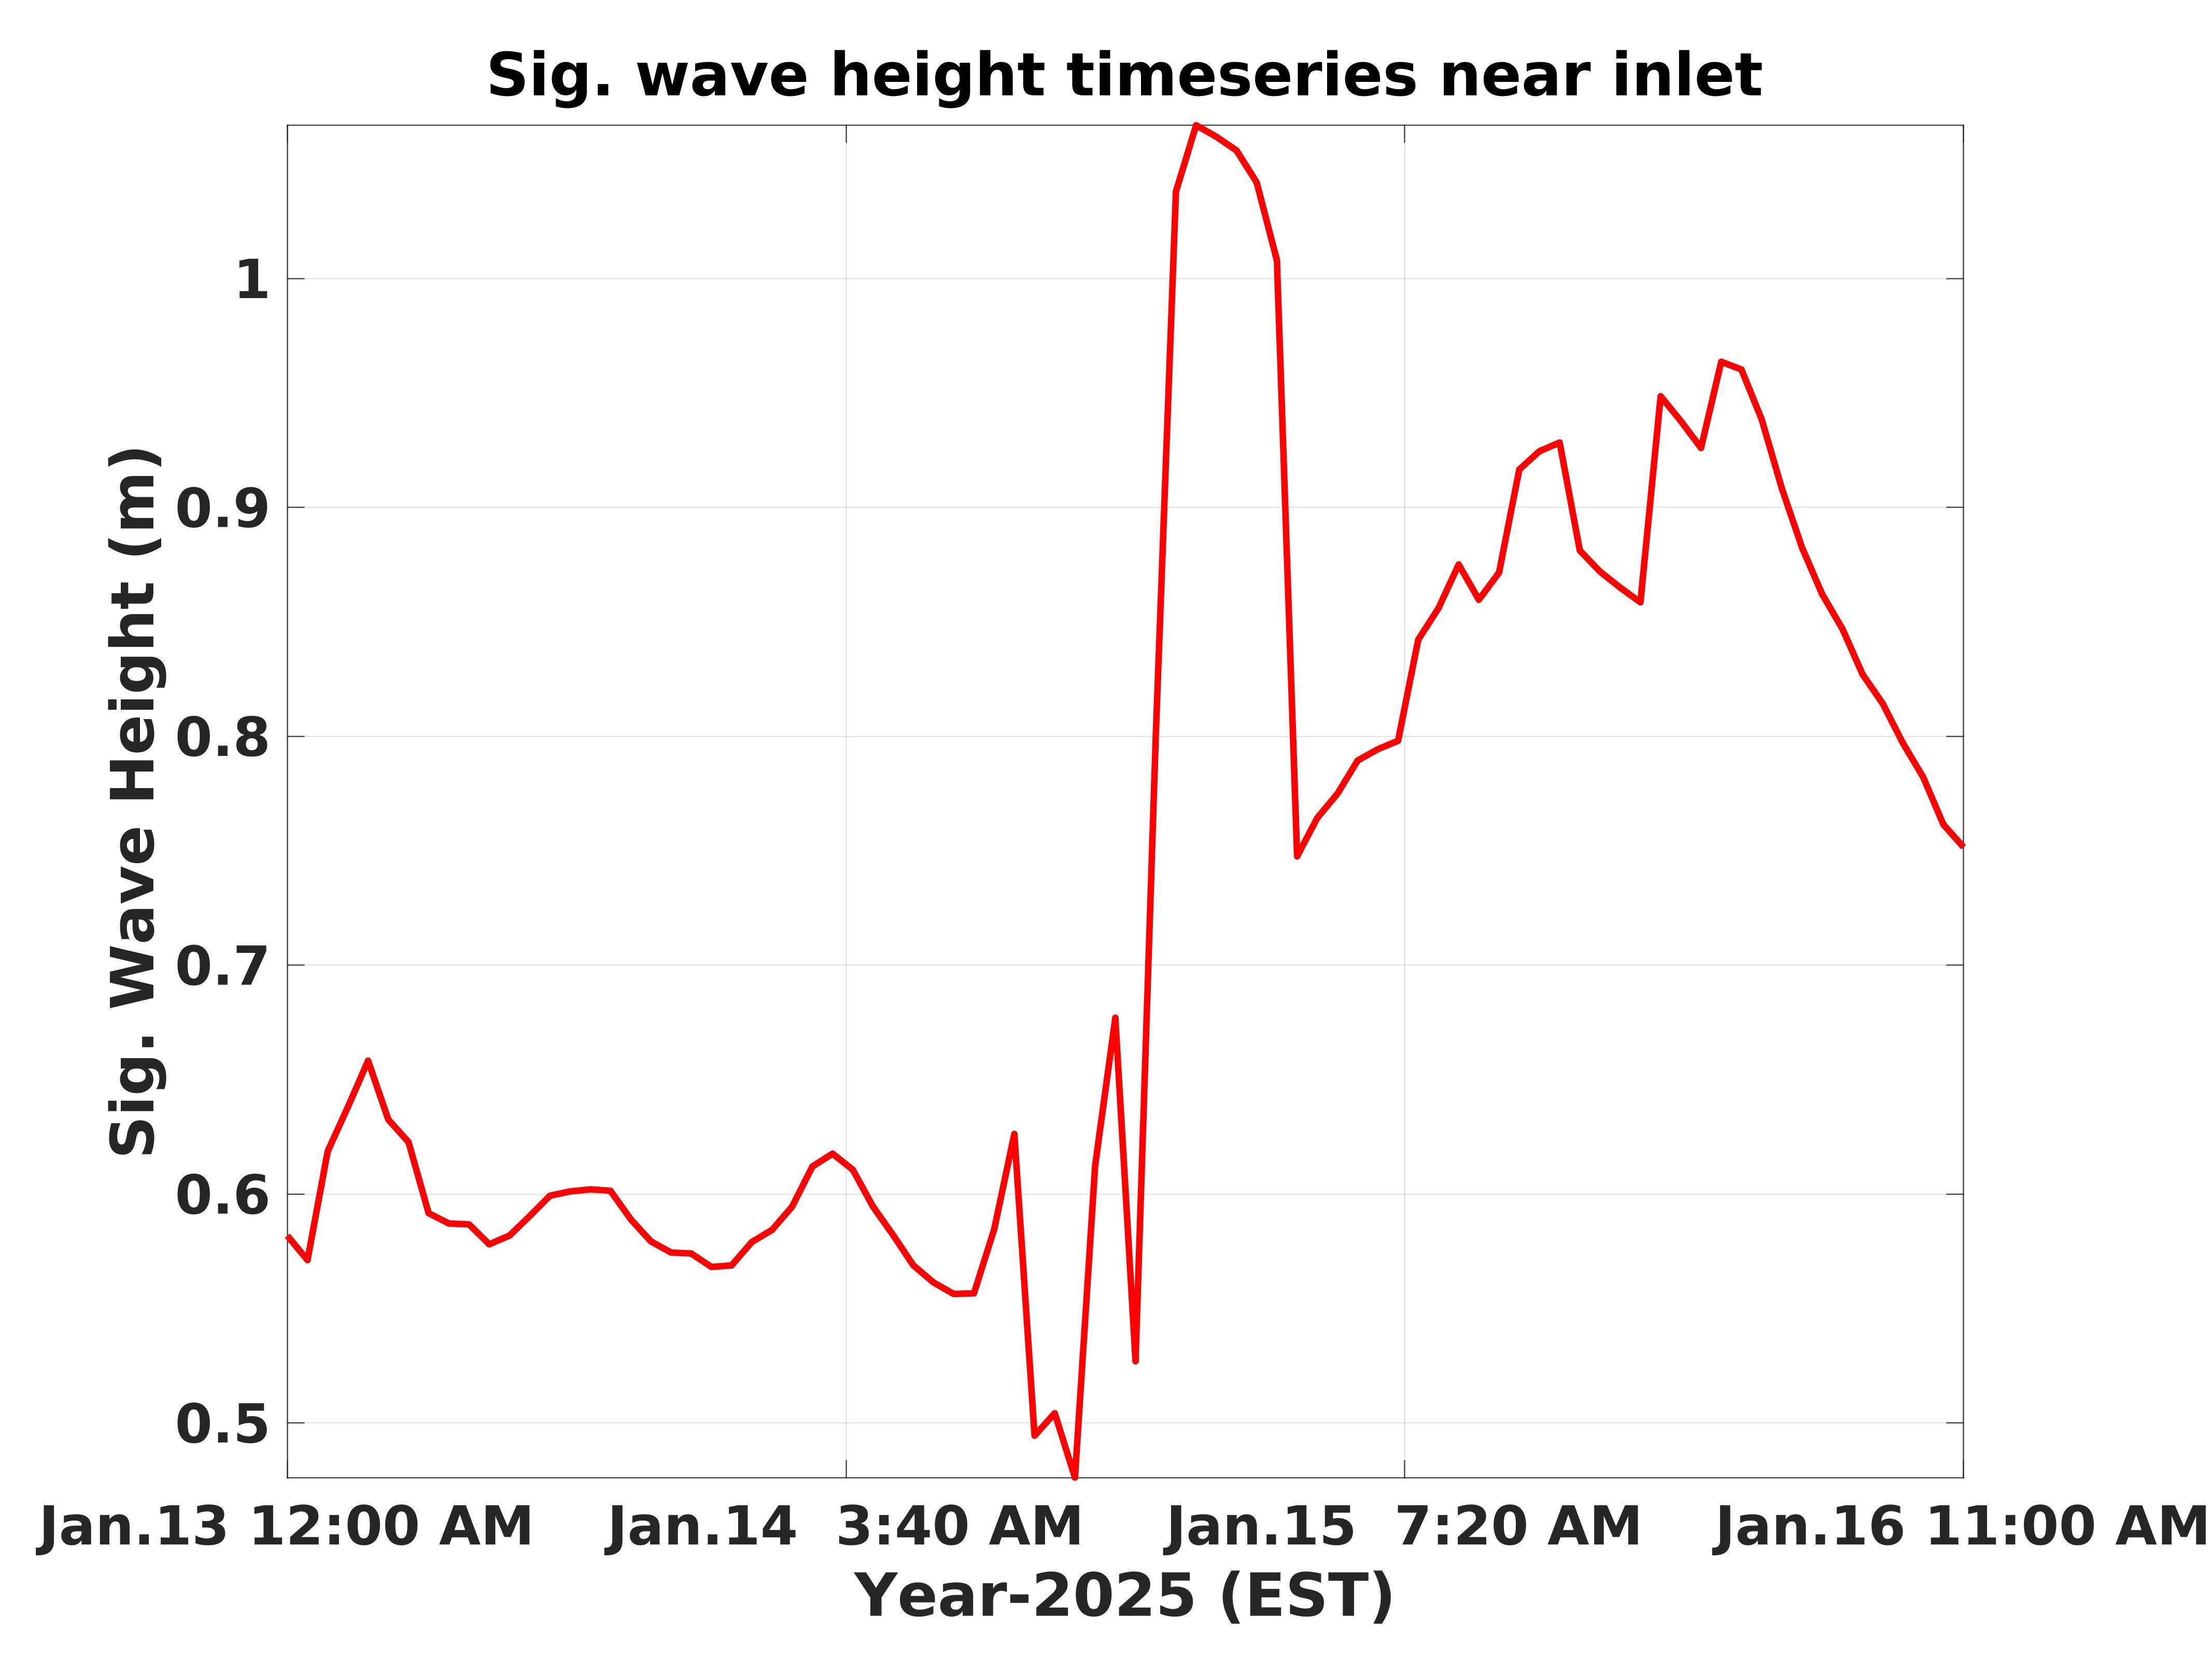 Sig. wave height timeseries near inlet
Sig. Wave Height (m)
1
0.9
0.8
0.7
0.6
0.5
Jan.13 12:00 AM Jan.14 3:40 AM Jan.15 7:20 AM Jan.16 11:00 AM
Year-2025 (EST)